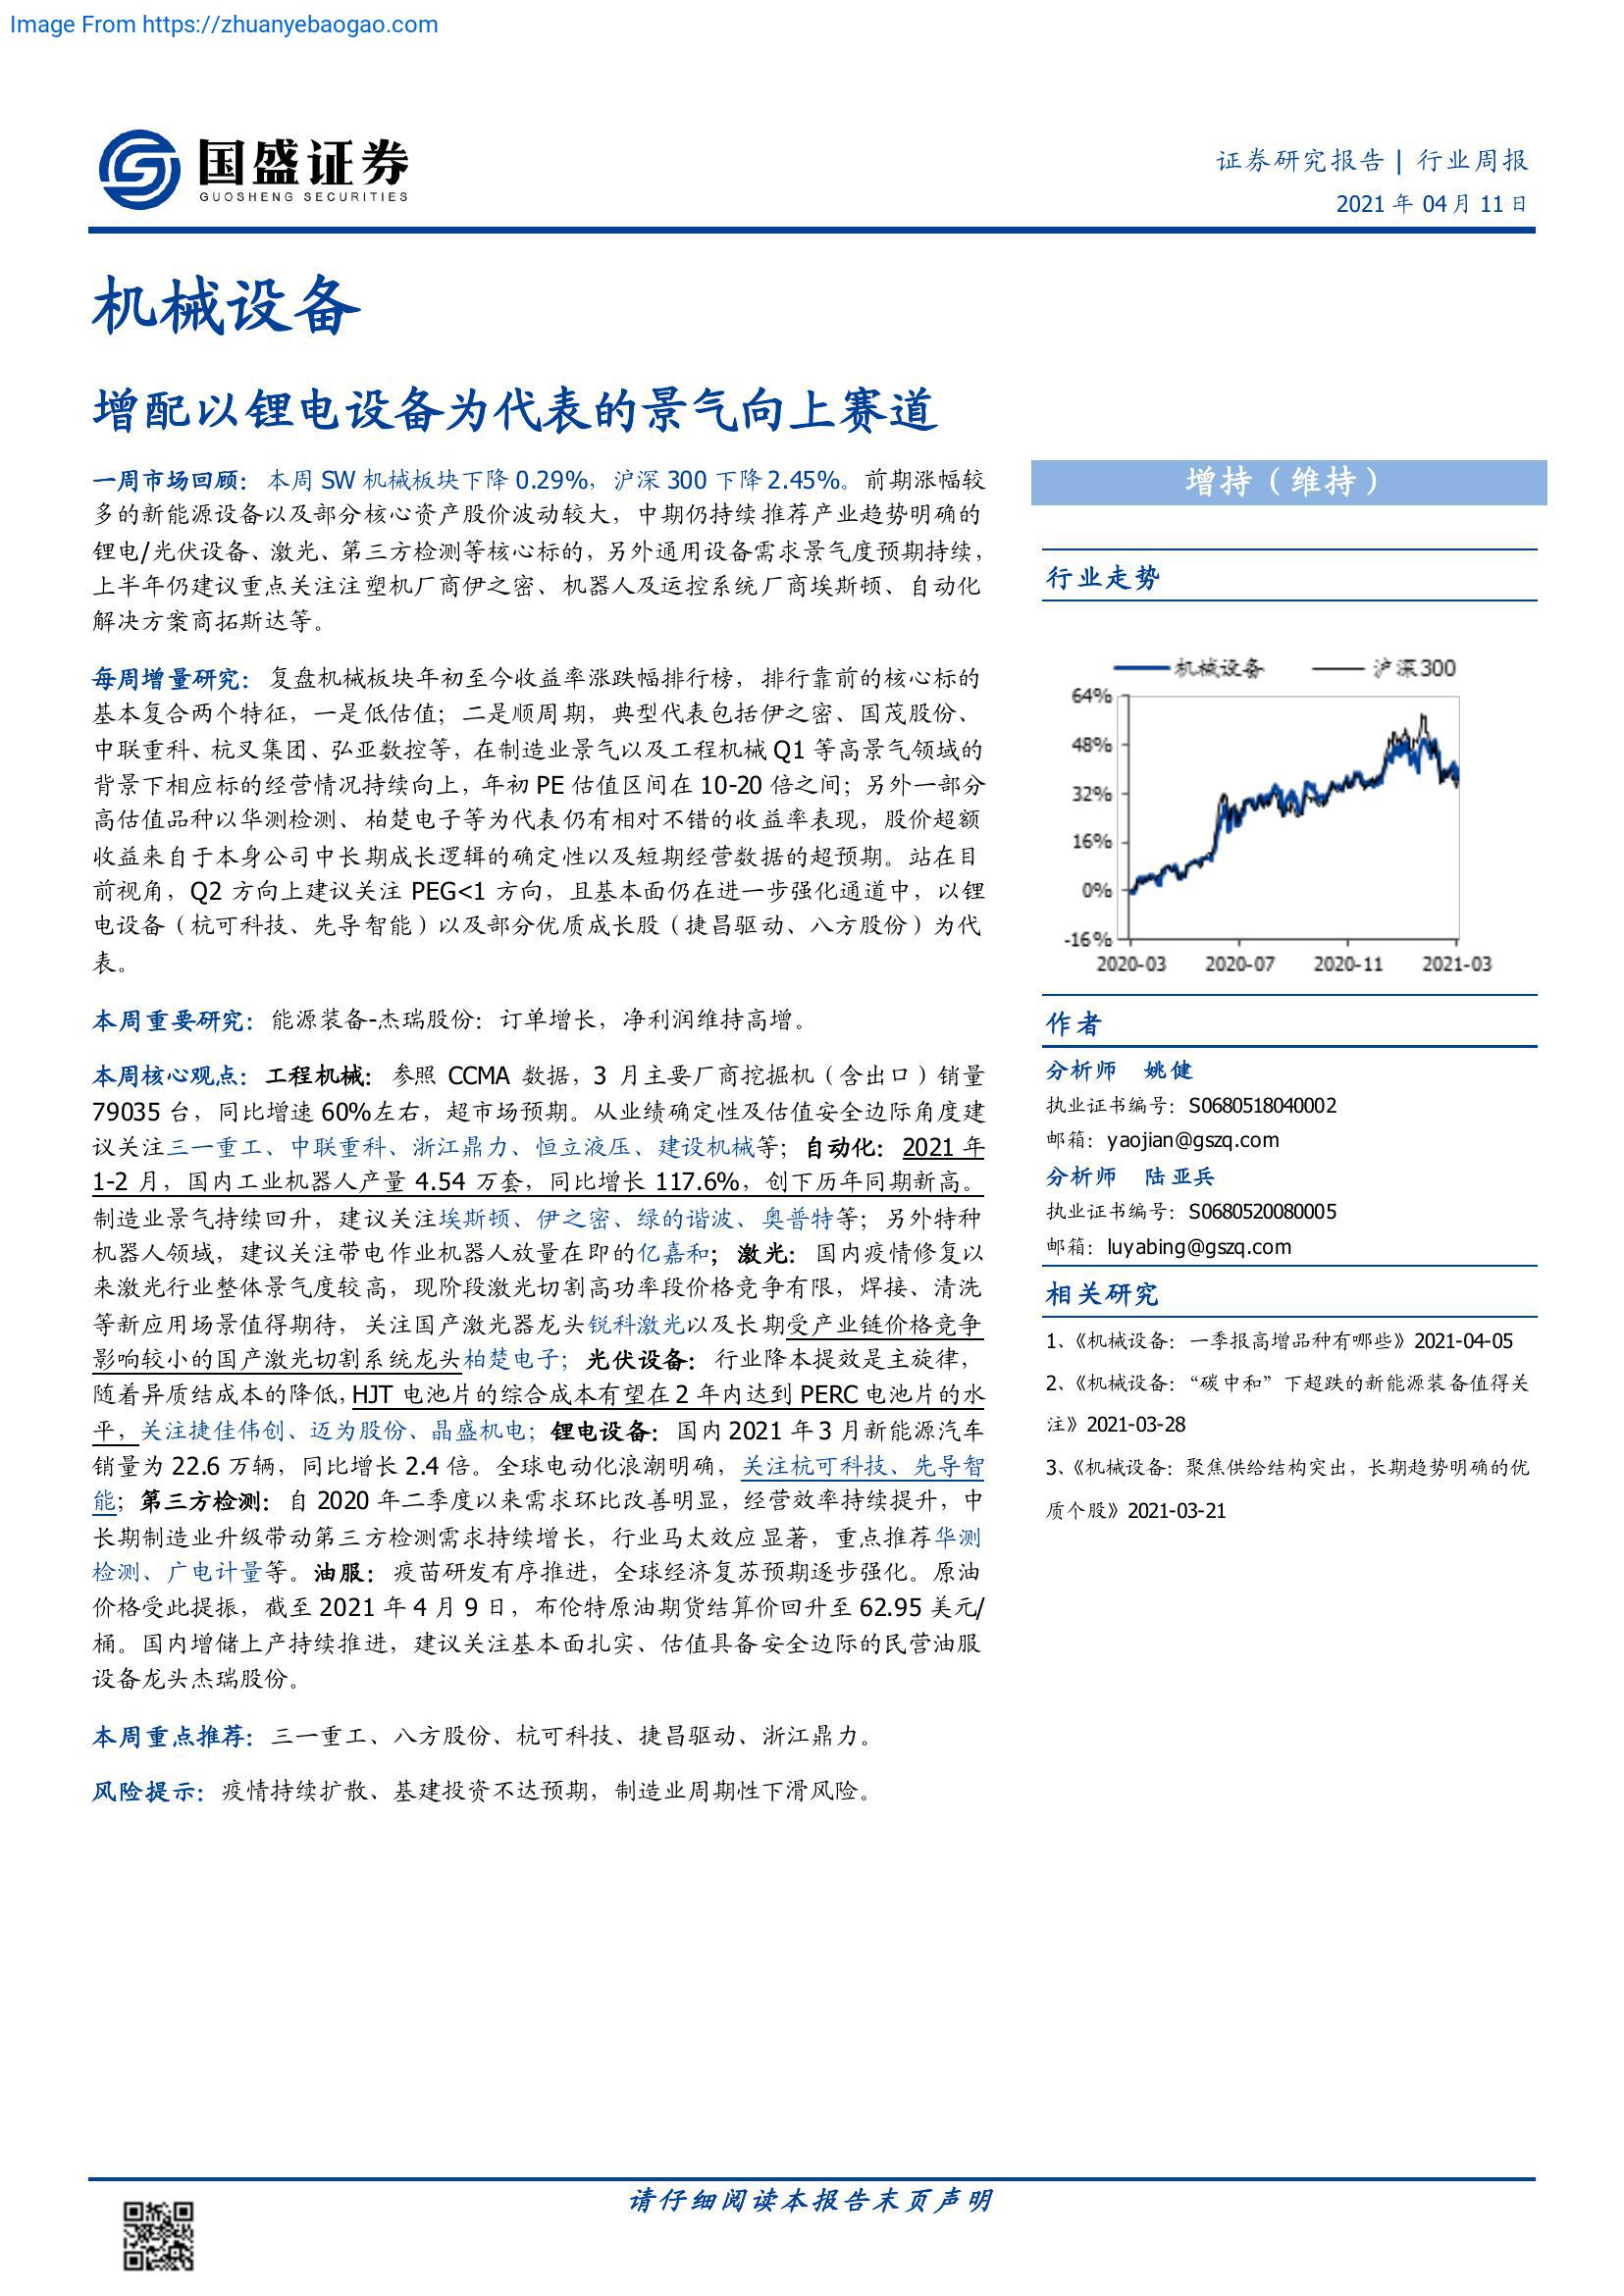 Image From https://zhuanyebaogao.com
国盛证券
GUOSHENG SECURITIES
证券研究报告 | 行业周报
2021 年 04 月 11 日
机械设备
增配以锂电设备为代表的景气向上赛道
一周市场回顾：本周 SW 机械板块下降 0.29%，沪深 300 下降 2.45%。前期涨幅较
多的新能源设备以及部分核心资产股价波动较大，中期仍持续推荐产业趋势明确的
锂电/光伏设备、激光、第三方检测等核心标的，另外通用设备需求景气度预期持续，
上半年仍建议重点关注注塑机厂商伊之密、机器人及运控系统厂商埃斯顿、自动化
解决方案商拓斯达等。
每周增量研究：复盘机械板块年初至今收益率涨跌幅排行榜，排行靠前的核心标的
基本复合两个特征，一是低估值；二是顺周期，典型代表包括伊之密、国茂股份、
中联重科、杭叉集团、弘亚数控等，在制造业景气以及工程机械 Q1 等高景气领域的
背景下相应标的经营情况持续向上，年初 PE 估值区间在 10-20 倍之间；另外一部分
高估值品种以华测检测、柏楚电子等为代表仍有相对不错的收益率表现，股价超额
收益来自于本身公司中长期成长逻辑的确定性以及短期经营数据的超预期。站在目
前视角，Q2 方向上建议关注 PEG<1 方向，且基本面仍在进一步强化通道中，以锂
电设备（杭可科技、先导智能）以及部分优质成长股（捷昌驱动、八方股份）为代
表。
本周重要研究：能源装备-杰瑞股份：订单增长，净利润维持高增。
本周核心观点：工程机械：参照 CCMA 数据，3 月主要厂商挖掘机（含出口）销量
79035 台，同比增速 60%左右，超市场预期。从业绩确定性及估值安全边际角度建
议关注三一重工、中联重科、浙江鼎力、恒立液压、建设机械等；自动化：2021 年
1-2 月，国内工业机器人产量 4.54 万套，同比增长 117.6%，创下历年同期新高。
制造业景气持续回升，建议关注埃斯顿、伊之密、绿的谐波、奥普特等；另外特种
机器人领域，建议关注带电作业机器人放量在即的亿嘉和；激光：国内疫情修复以
来激光行业整体景气度较高，现阶段激光切割高功率段价格竞争有限，焊接、清洗
等新应用场景值得期待，关注国产激光器龙头锐科激光以及长期受产业链价格竞争
影响较小的国产激光切割系统龙头柏楚电子；光伏设备：行业降本提效是主旋律，
随着异质结成本的降低，HJT 电池片的综合成本有望在 2 年内达到 PERC 电池片的水
平，关注捷佳伟创、迈为股份、晶盛机电；锂电设备：国内 2021 年 3 月新能源汽车
销量为 22.6 万辆，同比增长 2.4 倍。全球电动化浪潮明确，关注杭可科技、先导智
能；第三方检测：自 2020 年二季度以来需求环比改善明显，经营效率持续提升，中
长期制造业升级带动第三方检测需求持续增长，行业马太效应显著，重点推荐华测
检测、广电计量等。油服：疫苗研发有序推进，全球经济复苏预期逐步强化。原油
价格受此提振，截至 2021 年 4 月 9 日，布伦特原油期货结算价回升至 62.95 美元/
桶。国内增储上产持续推进，建议关注基本面扎实、估值具备安全边际的民营油服
设备龙头杰瑞股份。
本周重点推荐：三一重工、八方股份、杭可科技、捷昌驱动、浙江鼎力。
风险提示：疫情持续扩散、基建投资不达预期，制造业周期性下滑风险。
增持（维持）
行业走势
机械设备 沪深300
64%
48%
32%
16%
0%
-16%
2020-03 2020-07 2020-11 2021-03
作者
分析师 姚健
执业证书编号：S0680518040002
邮箱：yaojian@gszq.com
分析师 陆亚兵
执业证书编号：S0680520080005
邮箱：luyabing@gszq.com
相关研究
1、《机械设备：一季报高增品种有哪些》2021-04-05
2、《机械设备：“碳中和”下超跌的新能源装备值得关
注》2021-03-28
3、《机械设备：聚焦供给结构突出，长期趋势明确的优
质个股》2021-03-21
请仔细阅读本报告末页声明